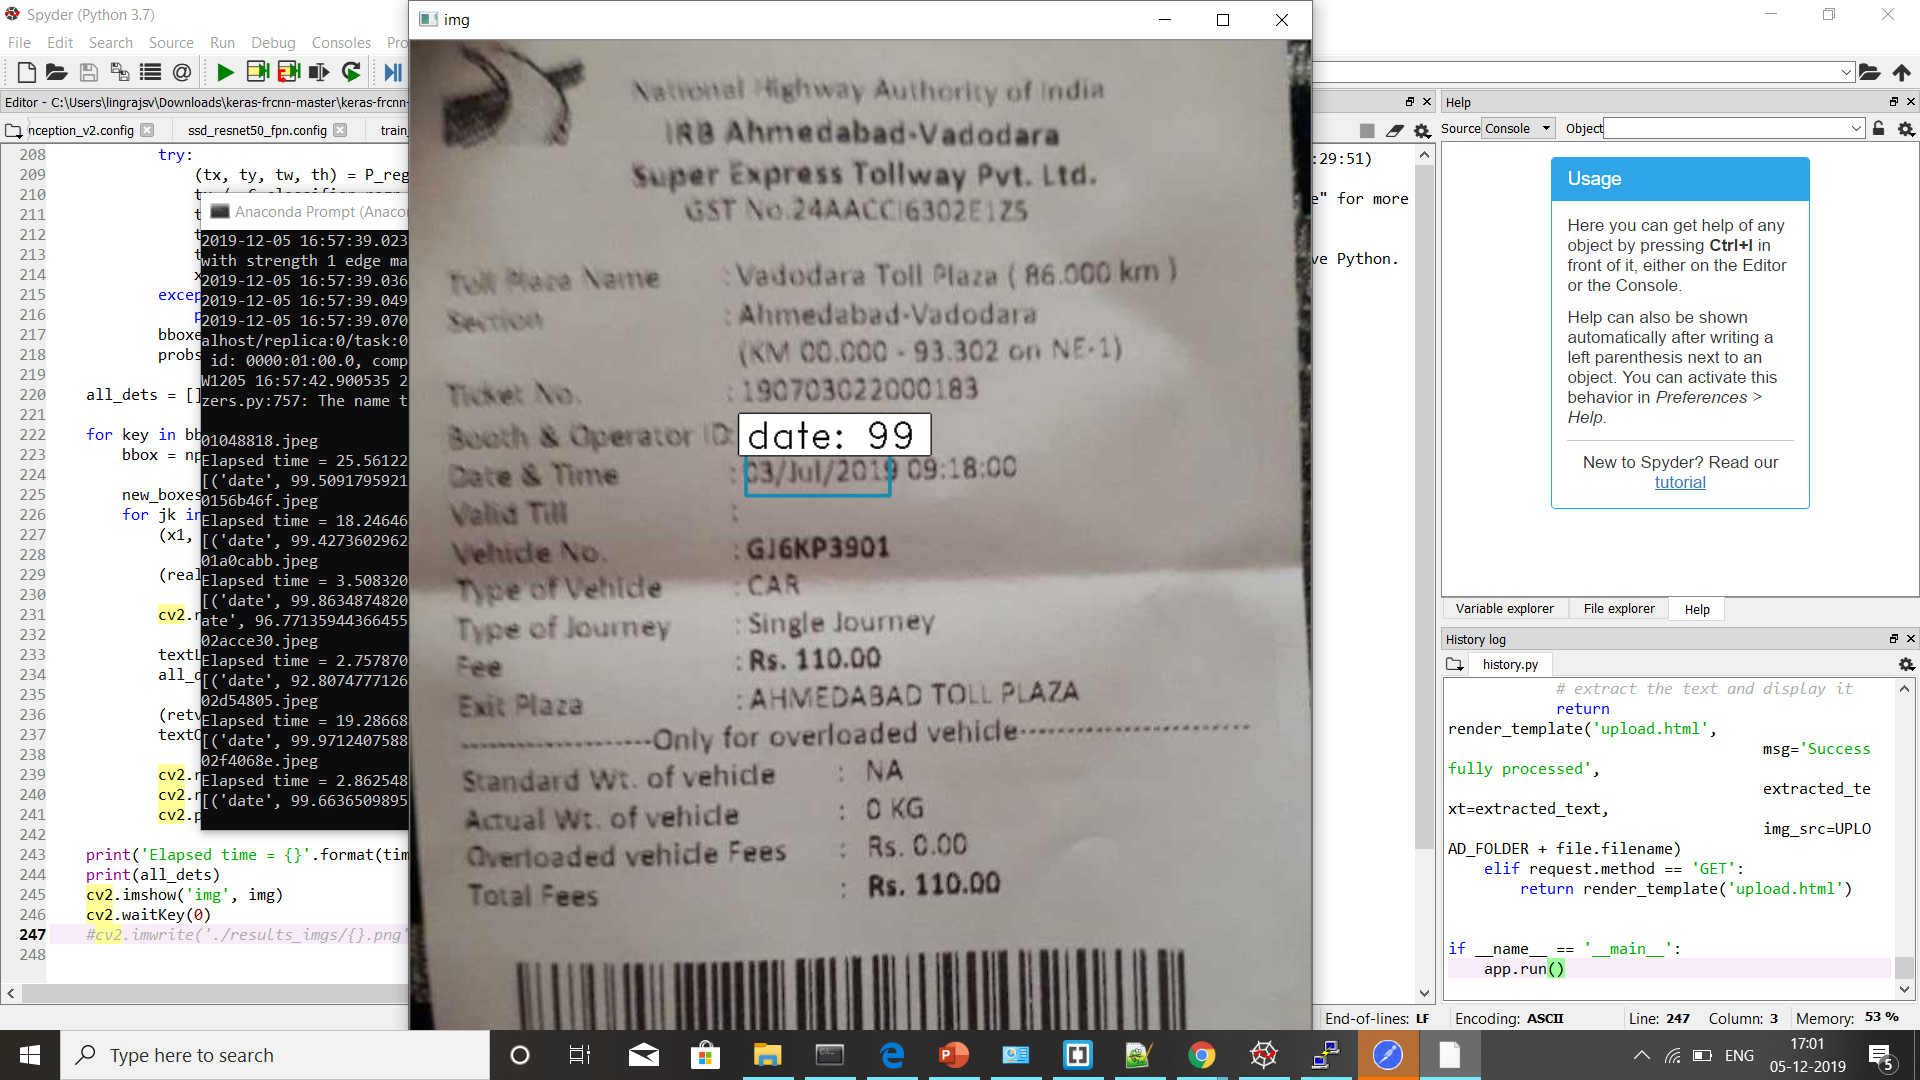 Spyder (Python 3.7)
File Edit Search Source Run Debug Consoles Pro
Editor - C:\Users\lingrajsv\Downloads\keras-frcnn-master\keras-frcnn-
nception_v2.config ssd_resnet50_fpn.config train_
208 try:
209 (tx, ty, tw, th) = P_reg
210
211
212
213
214
215 excep
216
217 bboxe
218 probs
219
220 all_dets = []
221
222 for key in bb
223 bbox = np
224
225 new_boxes
226 for jk in
227 (x1,
228
229 (real
230
231 cv2.r
232
233 textL
234 all_d
235
236 (retv
237 textO
238
239 cv2.r
240 cv2.r
241 cv2.p
242
243 print('Elapsed time = {}'.format(tim
244 print(all_dets)
245 cv2.imshow('img', img)
246 cv2.waitKey(0)
247 #cv2.imwrite('./results_imgs/{}.png'
248
Anaconda Prompt (Anacon
2019-12-05 16:57:39.023
with strength 1 edge ma
2019-12-05 16:57:39.036
2019-12-05 16:57:39.049
2019-12-05 16:57:39.070
alhost/replica:0/task:0
id: 0000:01:00.0, comp
W1205 16:57:42.900535 2
zers.py:757: The name t
01048818.jpeg
Elapsed time = 25.56122
[('date', 99.5091795921
0156b46f.jpeg
Elapsed time = 18.24646
[('date', 99.4273602962
01a0cabb.jpeg
Elapsed time = 3.508320
[('date', 99.8634874820
ate', 96.77135944366455
02acce30.jpeg
Elapsed time = 2.757870
[('date', 92.8074777126
02d54805.jpeg
Elapsed time = 19.28668
[('date', 99.9712407588
02f4068e.jpeg
Elapsed time = 2.862548
[('date', 99.6636509895
img
National Highway Authority of India
IRB Ahmedabad-Vadodara
Super Express Tollway Pvt. Ltd.
GST No.24AACCI6302E1Z5
Toll Plaza Name : Vadodara Toll Plaza ( 86.000 km )
Section : Ahmedabad-Vadodara
(KM 00.000 - 93.302 on NE-1)
Ticket No. : 190703022000183
Booth & Operator ID:
date: 99
Date & Time : 03/Jul/2019 09:18:00
Valid Till :
Vehicle No. : GJ6KP3901
Type of Vehicle : CAR
Type of Journey : Single Journey
Fee : Rs. 110.00
Exit Plaza : AHMEDABAD TOLL PLAZA
--------------------Only for overloaded vehicle------------------------
Standard Wt. of vehicle : NA
Actual Wt. of vehicle : 0 KG
Overloaded vehicle Fees : Rs. 0.00
Total Fees : Rs. 110.00
:29:51)
e" for more
ve Python.
Help
Source Console Object
Usage
Here you can get help of any
object by pressing Ctrl+I in
front of it, either on the Editor
or the Console.
Help can also be shown
automatically after writing a
left parenthesis next to an
object. You can activate this
behavior in Preferences >
Help.
New to Spyder? Read our
tutorial
Variable explorer File explorer Help
History log
history.py
# extract the text and display it
return
render_template('upload.html',
msg='Success
fully processed',
extracted_te
xt=extracted_text,
img_src=UPLO
AD_FOLDER + file.filename)
elif request.method == 'GET':
return render_template('upload.html')
if __name__ == '__main__':
app.run()
End-of-lines: LF Encoding: ASCII Line: 247 Column: 3 Memory: 53 %
Type here to search
ENG
17:01
05-12-2019
5